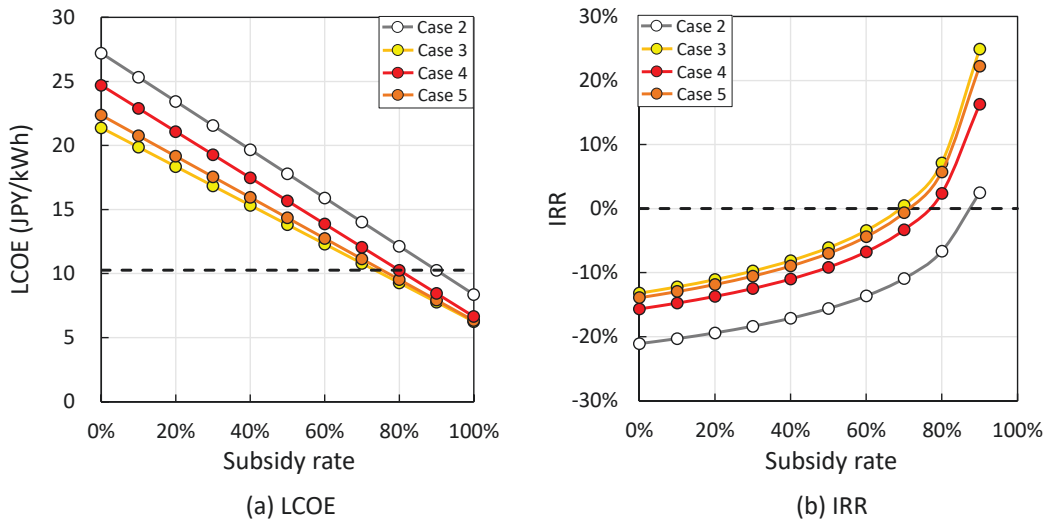 30
25
20
15
10
5
0
LCOE (JPY/kWh)
Case 2
Case 3
Case 4
Case 5
0% 20% 40% 60% 80% 100%
Subsidy rate
(a) LCOE
30%
20%
10%
0%
-10%
-20%
-30%
IRR
Case 2
Case 3
Case 4
Case 5
0% 20% 40% 60% 80% 100%
Subsidy rate
(b) IRR